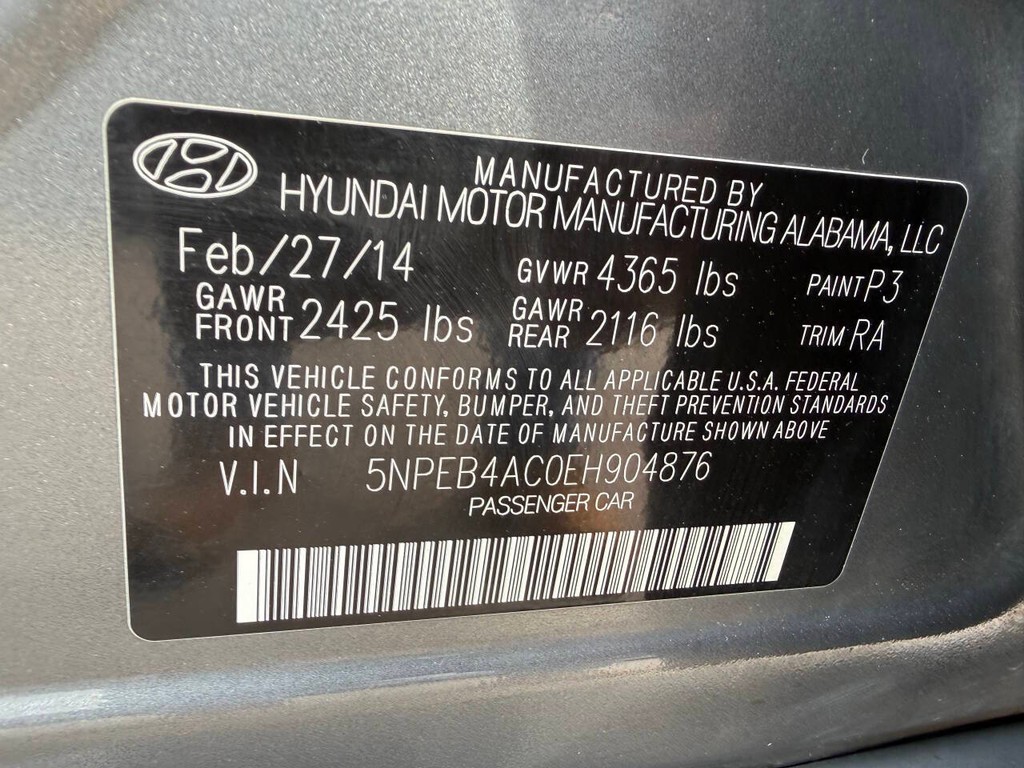 MANUFACTURED BY
HYUNDAI MOTOR MANUFACTURING ALABAMA, LLC
Feb/27/14 GVWR 4365 lbs PAINT P3
GAWR FRONT 2425 lbs GAWR REAR 2116 lbs TRIM RA
THIS VEHICLE CONFORMS TO ALL APPLICABLE U.S.A. FEDERAL
MOTOR VEHICLE SAFETY, BUMPER, AND THEFT PREVENTION STANDARDS
IN EFFECT ON THE DATE OF MANUFACTURE SHOWN ABOVE
V.I.N 5NPEB4AC0EH904876
PASSENGER CAR